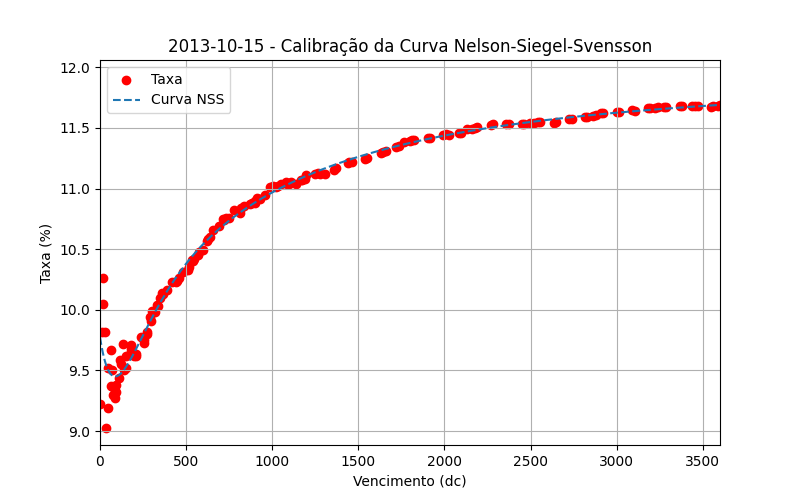 2013-10-15 - Calibração da Curva Nelson-Siegel-Svensson
Taxa
Curva NSS
Taxa (%)
12.0
11.5
11.0
10.5
10.0
9.5
9.0
0 500 1000 1500 2000 2500 3000 3500
Vencimento (dc)